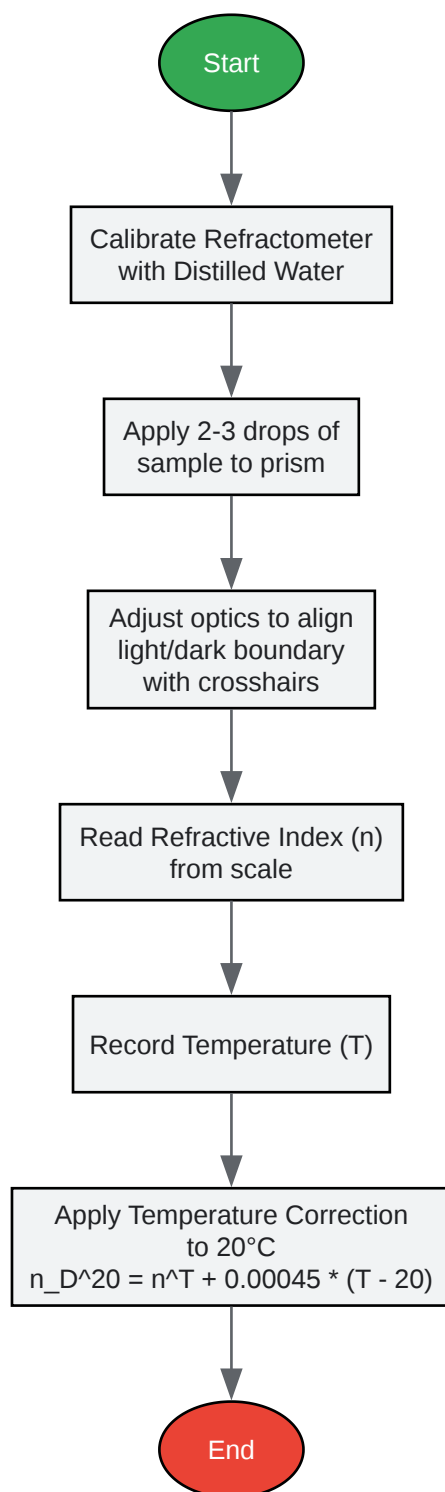 Start
Calibrate Refractometer
with Distilled Water
Apply 2-3 drops of
sample to prism
Adjust optics to align
light/dark boundary
with crosshairs
Read Refractive Index (n)
from scale
Record Temperature (T)
Apply Temperature Correction
to 20°C
n_D^20 = n^T + 0.00045 * (T - 20)
End